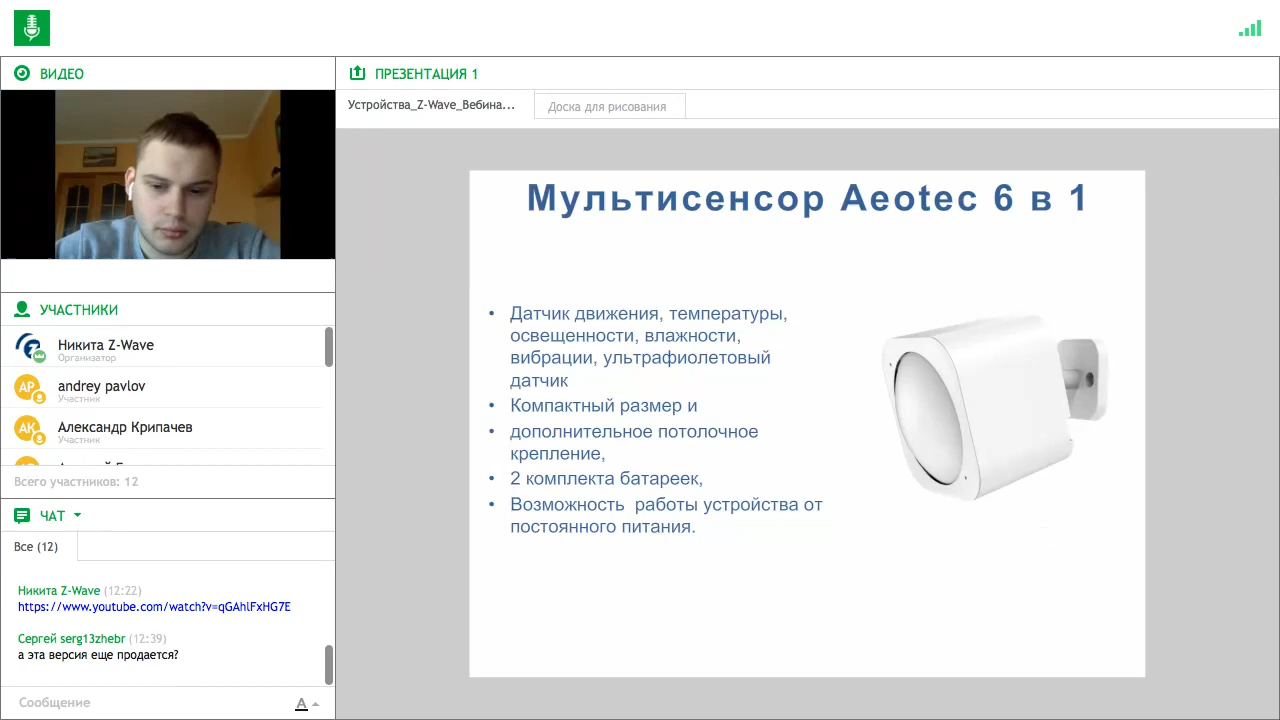 ВИДЕО
УЧАСТНИКИ
Никита Z-Wave
Организатор
AP
andrey pavlov
Участник
АК
Александр Крипачев
Участник
Всего участников: 12
ЧАТ
Все (12)
Никита Z-Wave (12:22)
https://www.youtube.com/watch?v=qGAhlFxHG7E
Сергей serg13zhebr (12:39)
а эта версия еще продается?
Сообщение
A
ПРЕЗЕНТАЦИЯ 1
Устройства_Z-Wave_Вебина...
Доска для рисования
Мультисенсор Aeotec 6 в 1
• Датчик движения, температуры,
освещенности, влажности,
вибрации, ультрафиолетовый
датчик
• Компактный размер и
• дополнительное потолочное
крепление,
• 2 комплекта батареек,
• Возможность работы устройства от
постоянного питания.